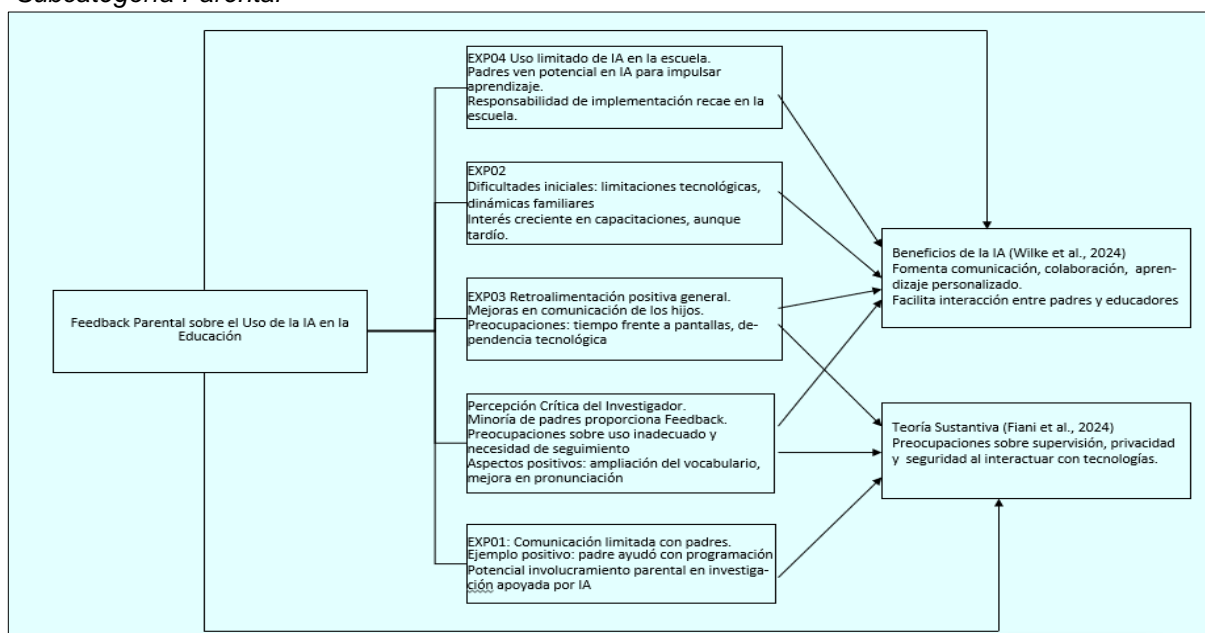 Subcategoría Parental
Feedback Parental sobre el Uso de la IA en la
Educación
EXP04 Uso limitado de IA en la escuela.
Padres ven potencial en IA para impulsar
aprendizaje.
Responsabilidad de implementación recae en la
escuela.
EXP02
Dificultades iniciales: limitaciones tecnológicas,
dinámicas familiares
Interés creciente en capacitaciones, aunque
tardío.
EXP03 Retroalimentación positiva general.
Mejoras en comunicación de los hijos.
Preocupaciones: tiempo frente a pantallas, de-
pendencia tecnológica
Percepción Crítica del Investigador.
Minoría de padres proporciona Feedback.
Preocupaciones sobre uso inadecuado y
necesidad de seguimiento
Aspectos positivos: ampliación del vocabulario,
mejora en pronunciación
EXP01: Comunicación limitada con padres.
Ejemplo positivo: padre ayudó con programación
Potencial involucramiento parental en investiga-
ción apoyada por IA
Beneficios de la IA (Wilke et al., 2024)
Fomenta comunicación, colaboración, apren-
dizaje personalizado.
Facilita interacción entre padres y educadores
Teoría Sustantiva (Fiani et al., 2024)
Preocupaciones sobre supervisión, privacidad
y seguridad al interactuar con tecnologías.